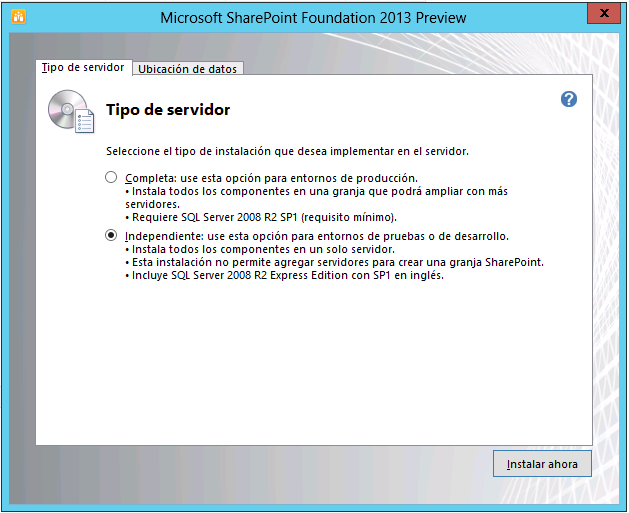 Microsoft SharePoint Foundation 2013 Preview
x
Tipo de servidor
Ubicación de datos
Tipo de servidor
?
Seleccione el tipo de instalación que desea implementar en el servidor.
Completa: use esta opción para entornos de producción.
• Instala todos los componentes en una granja que podrá ampliar con más
servidores.
• Requiere SQL Server 2008 R2 SP1 (requisito mínimo).
Independiente: use esta opción para entornos de pruebas o de desarrollo.
• Instala todos los componentes en un solo servidor.
• Esta instalación no permite agregar servidores para crear una granja SharePoint.
• Incluye SQL Server 2008 R2 Express Edition con SP1 en inglés.
Instalar ahora